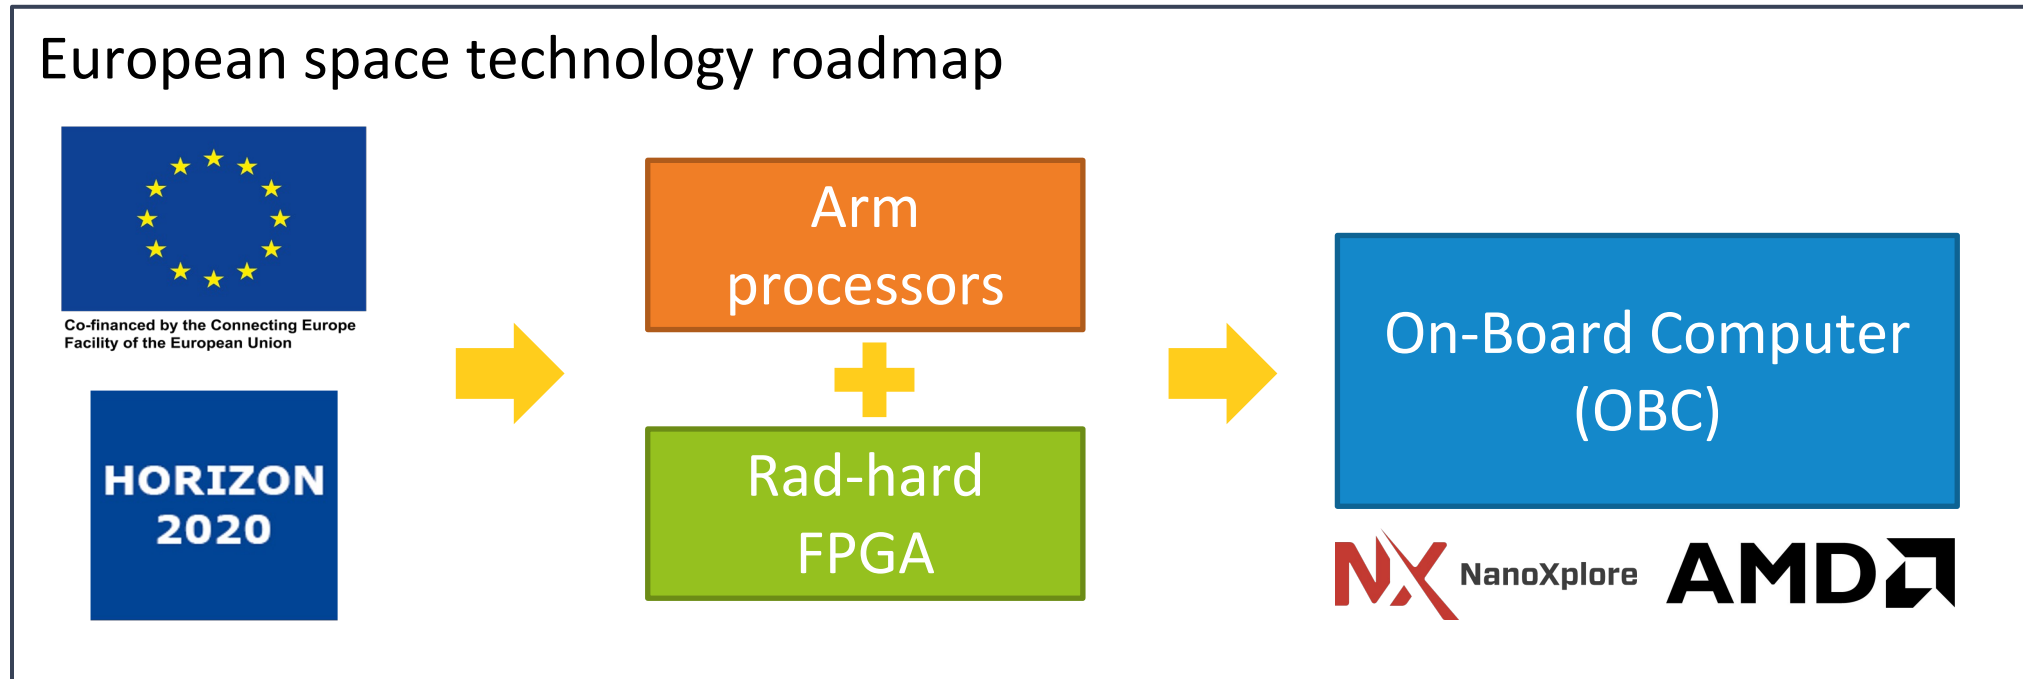 European space technology roadmap
Co-financed by the Connecting Europe
Facility of the European Union
HORIZON
2020
Arm
processors
Rad-hard
FPGA
On-Board Computer
(OBC)
NX NanoXplore AMD